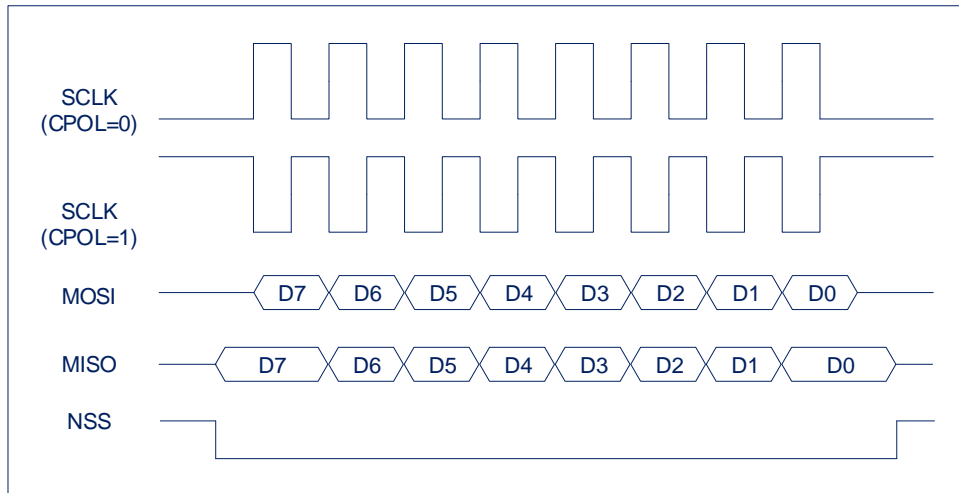 SCLK
(CPOL=0)
SCLK
(CPOL=1)
MOSI
D7 D6 D5 D4 D3 D2 D1 D0
MISO
D7 D6 D5 D4 D3 D2 D1 D0
NSS